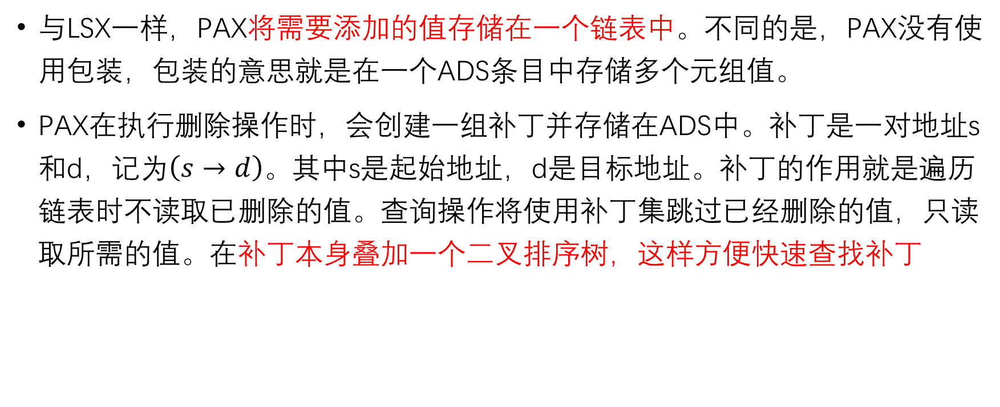 • 与LSX一样，PAX将需要添加的值存储在一个链表中。不同的是，PAX没有使
用包装，包装的意思就是在一个ADS条目中存储多个元组值。
• PAX在执行删除操作时，会创建一组补丁并存储在ADS中。补丁是一对地址s
和d，记为(s → d)。其中s是起始地址，d是目标地址。补丁的作用就是遍历
链表时不读取已删除的值。查询操作将使用补丁集跳过已经删除的值，只读
取所需的值。在补丁本身叠加一个二叉排序树，这样方便快速查找补丁